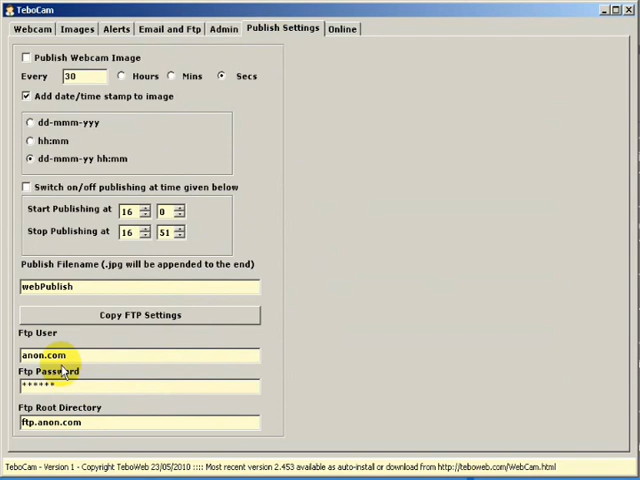 TeboCam
Webcam Images Alerts Email and Ftp Admin Publish Settings Online
Publish Webcam Image
Every 30 Hours Mins Secs
Add date/time stamp to image
dd-mmm-yyy
hh:mm
dd-mmm-yy hh:mm
Switch on/off publishing at time given below
Start Publishing at 16 0
Stop Publishing at 16 51
Publish Filename (.jpg will be appended to the end)
webPublish
Copy FTP Settings
Ftp User
anon.com
Ftp Password
******
Ftp Root Directory
ftp.anon.com
TeboCam - Version 1 - Copyright TeboWeb 23/05/2010 :::: Most recent version 2.453 available as auto-install or download from http://teboweb.com/WebCam.html